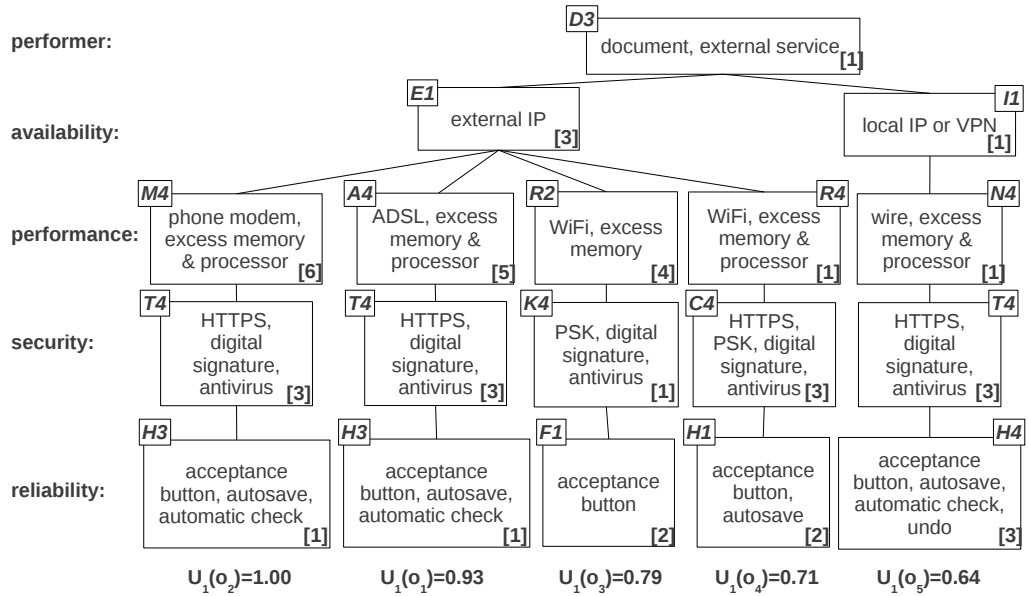 D3
performer:
document, external service
[1]
E1
I1
availability:
external IP
[3]
local IP or VPN
[1]
M4
A4
R2
R4
N4
performance:
phone modem,
excess memory
& processor
[6]
ADSL, excess
memory &
processor
[5]
WiFi, excess
memory
[4]
WiFi, excess
memory &
processor
[1]
wire, excess
memory &
processor
[1]
T4
T4
K4
C4
T4
security:
HTTPS,
digital
signature,
antivirus
[3]
HTTPS,
digital
signature,
antivirus
[3]
PSK, digital
signature,
antivirus
[1]
HTTPS,
PSK, digital
signature,
antivirus
[3]
HTTPS,
digital
signature,
antivirus
[3]
H3
H3
F1
H1
H4
reliability:
acceptance
button, autosave,
automatic check
[1]
acceptance
button, autosave,
automatic check
[1]
acceptance
button
[2]
acceptance
button,
autosave
[2]
acceptance
button, autosave,
automatic check,
undo
[3]
U₁(o₂)=1.00
U₁(o₁)=0.93
U₁(o₃)=0.79
U₁(o₄)=0.71
U₁(o₅)=0.64